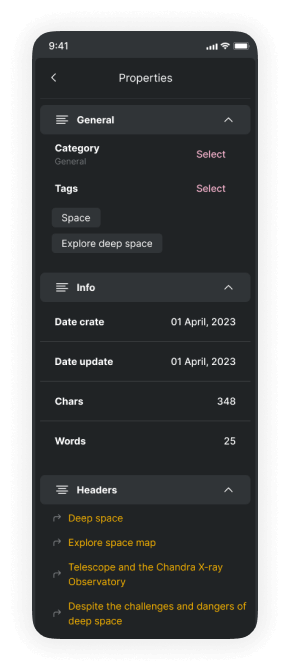 9:41
Properties
General
Category
General
Select
Tags
Select
Space
Explore deep space
Info
Date crate
01 April, 2023
Date update
01 April, 2023
Chars
348
Words
25
Headers
Deep space
Explore space map
Telescope and the Chandra X-ray
Observatory
Despite the challenges and dangers of
deep space